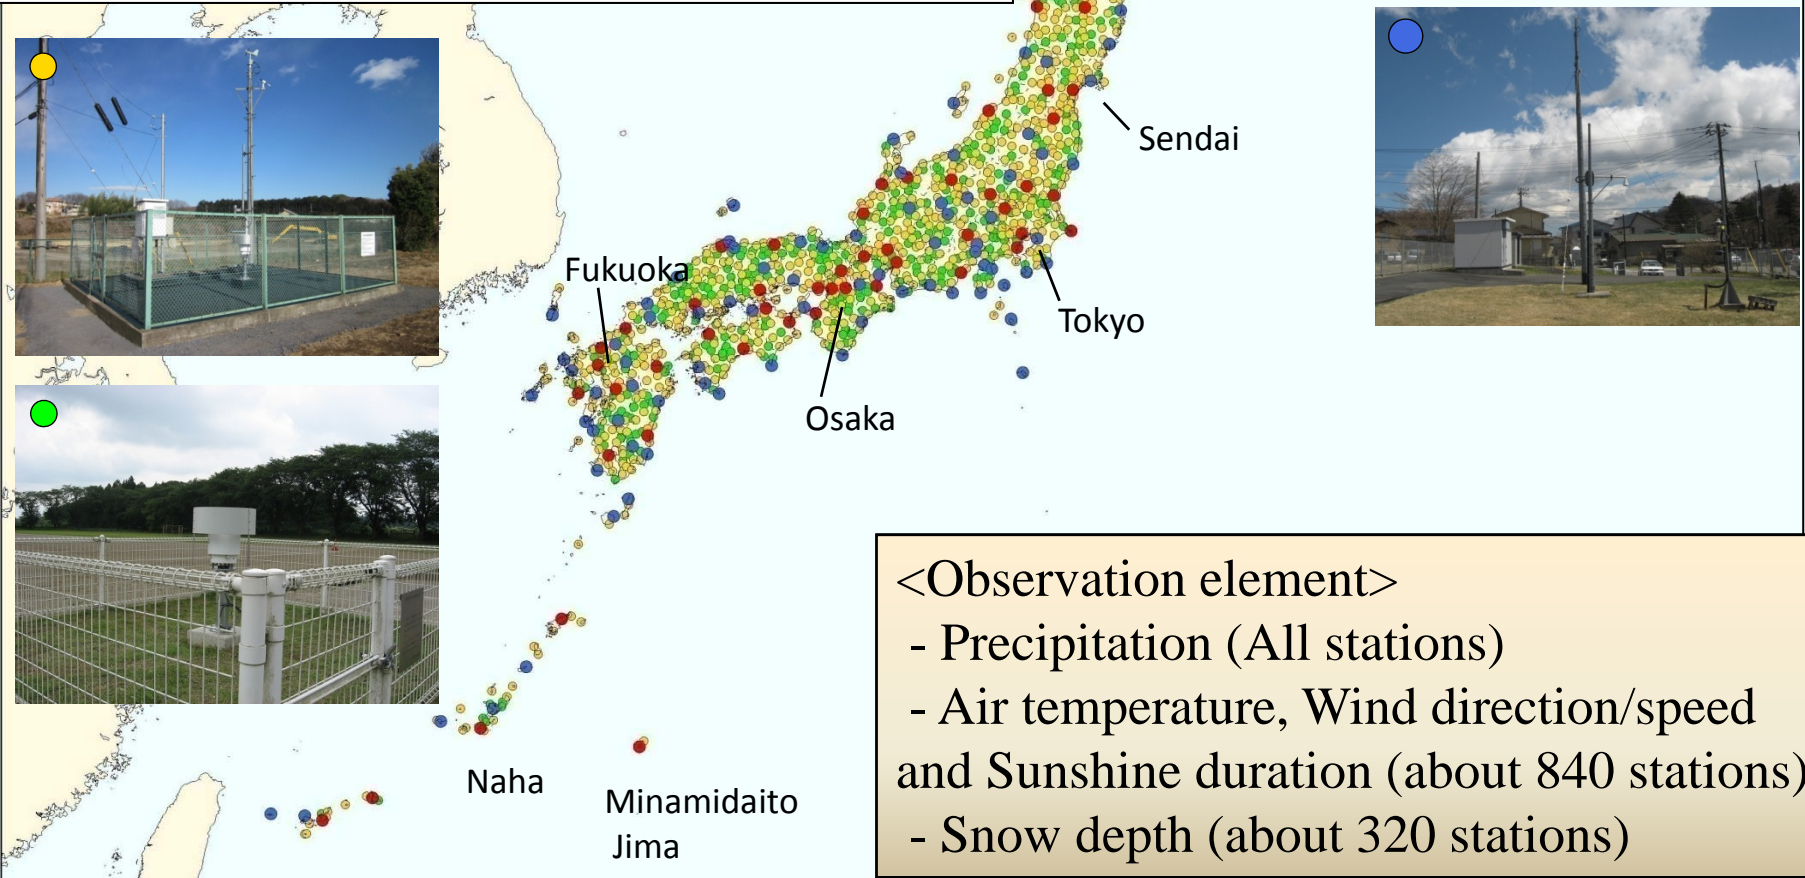 Sendai
Fukuoka
Tokyo
Osaka
Naha
Minamidaito
Jima
<Observation element>
- Precipitation (All stations)
- Air temperature, Wind direction/speed
and Sunshine duration (about 840 stations)
- Snow depth (about 320 stations)